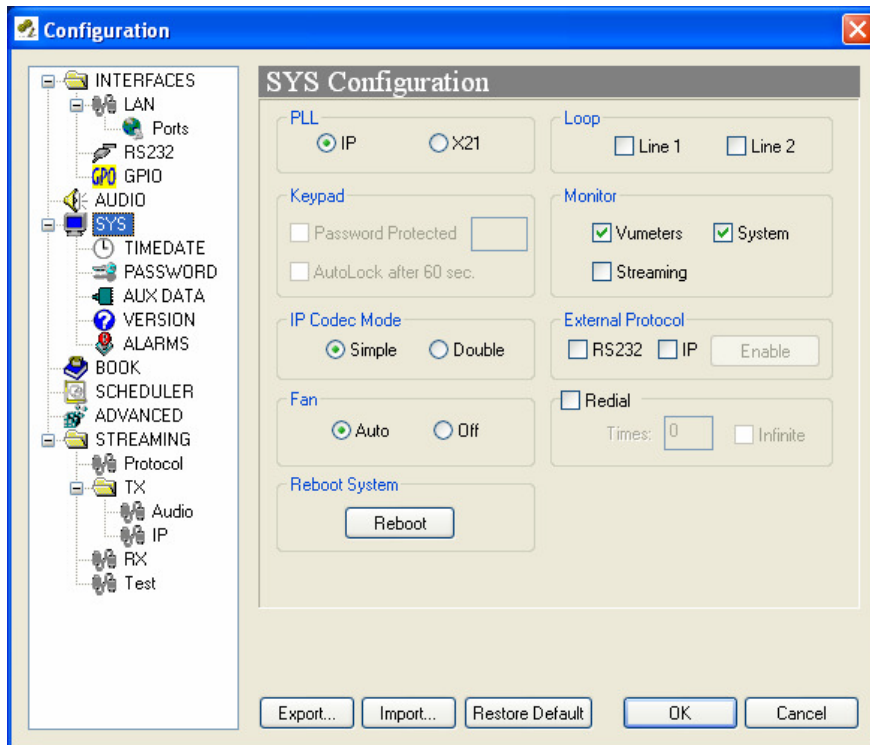 Configuration
INTERFACES
LAN
Ports
RS232
GPO GPIO
AUDIO
SYS
TIMEDATE
PASSWORD
AUX DATA
VERSION
ALARMS
BOOK
SCHEDULER
ADVANCED
STREAMING
Protocol
TX
Audio
IP
RX
Test
SYS Configuration
PLL
IP X21
Loop
Line 1 Line 2
Keypad
Password Protected
AutoLock after 60 sec.
Monitor
Vumeters System
Streaming
IP Codec Mode
Simple Double
External Protocol
RS232 IP Enable
Fan
Auto Off
Redial
Times: 0 Infinite
Reboot System
Reboot
Export... Import... Restore Default OK Cancel